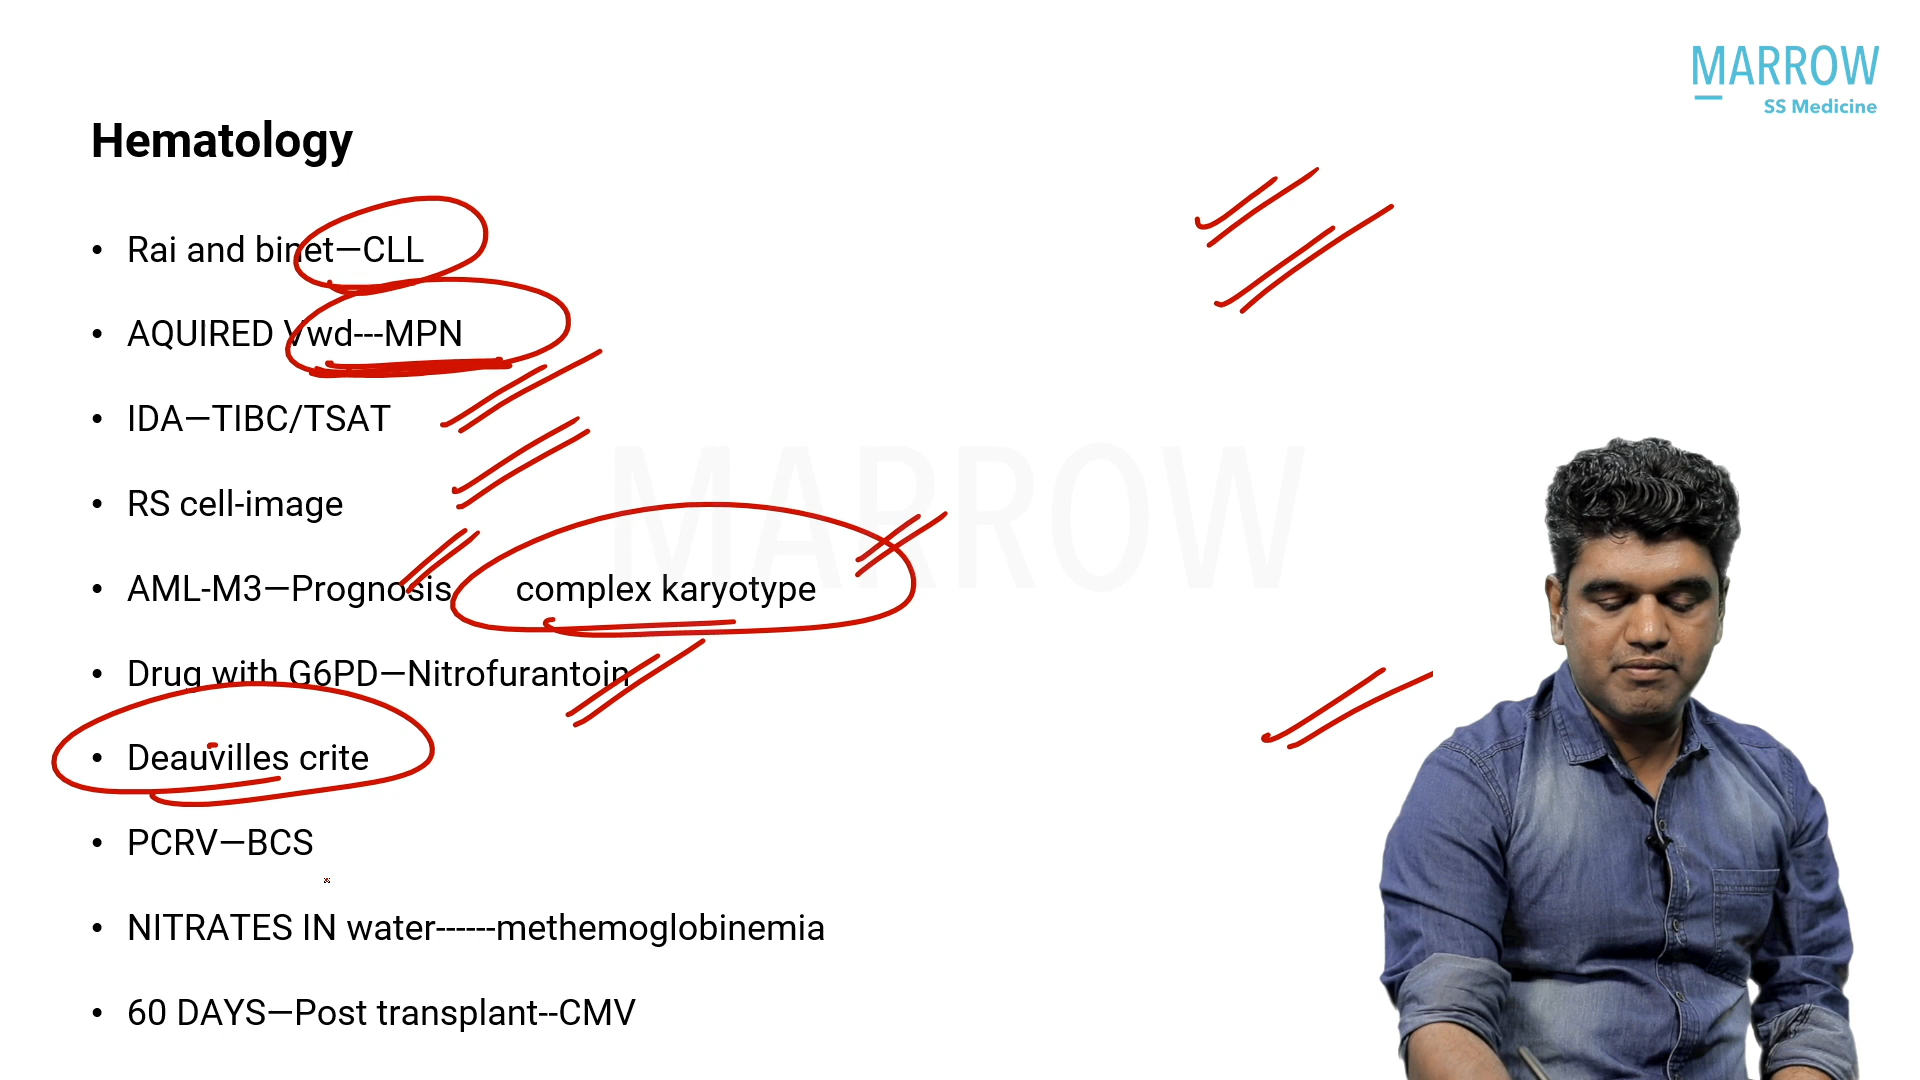 MARROW
SS Medicine
Hematology
• Rai and binet—CLL
• AQUIRED Vwd---MPN
• IDA—TIBC/TSAT
• RS cell-image
• AML-M3—Prognosis complex karyotype
• Drug with G6PD—Nitrofurantoin
• Deauvilles crite
• PCRV—BCS
• NITRATES IN water------methemoglobinemia
• 60 DAYS—Post transplant--CMV
MARROW